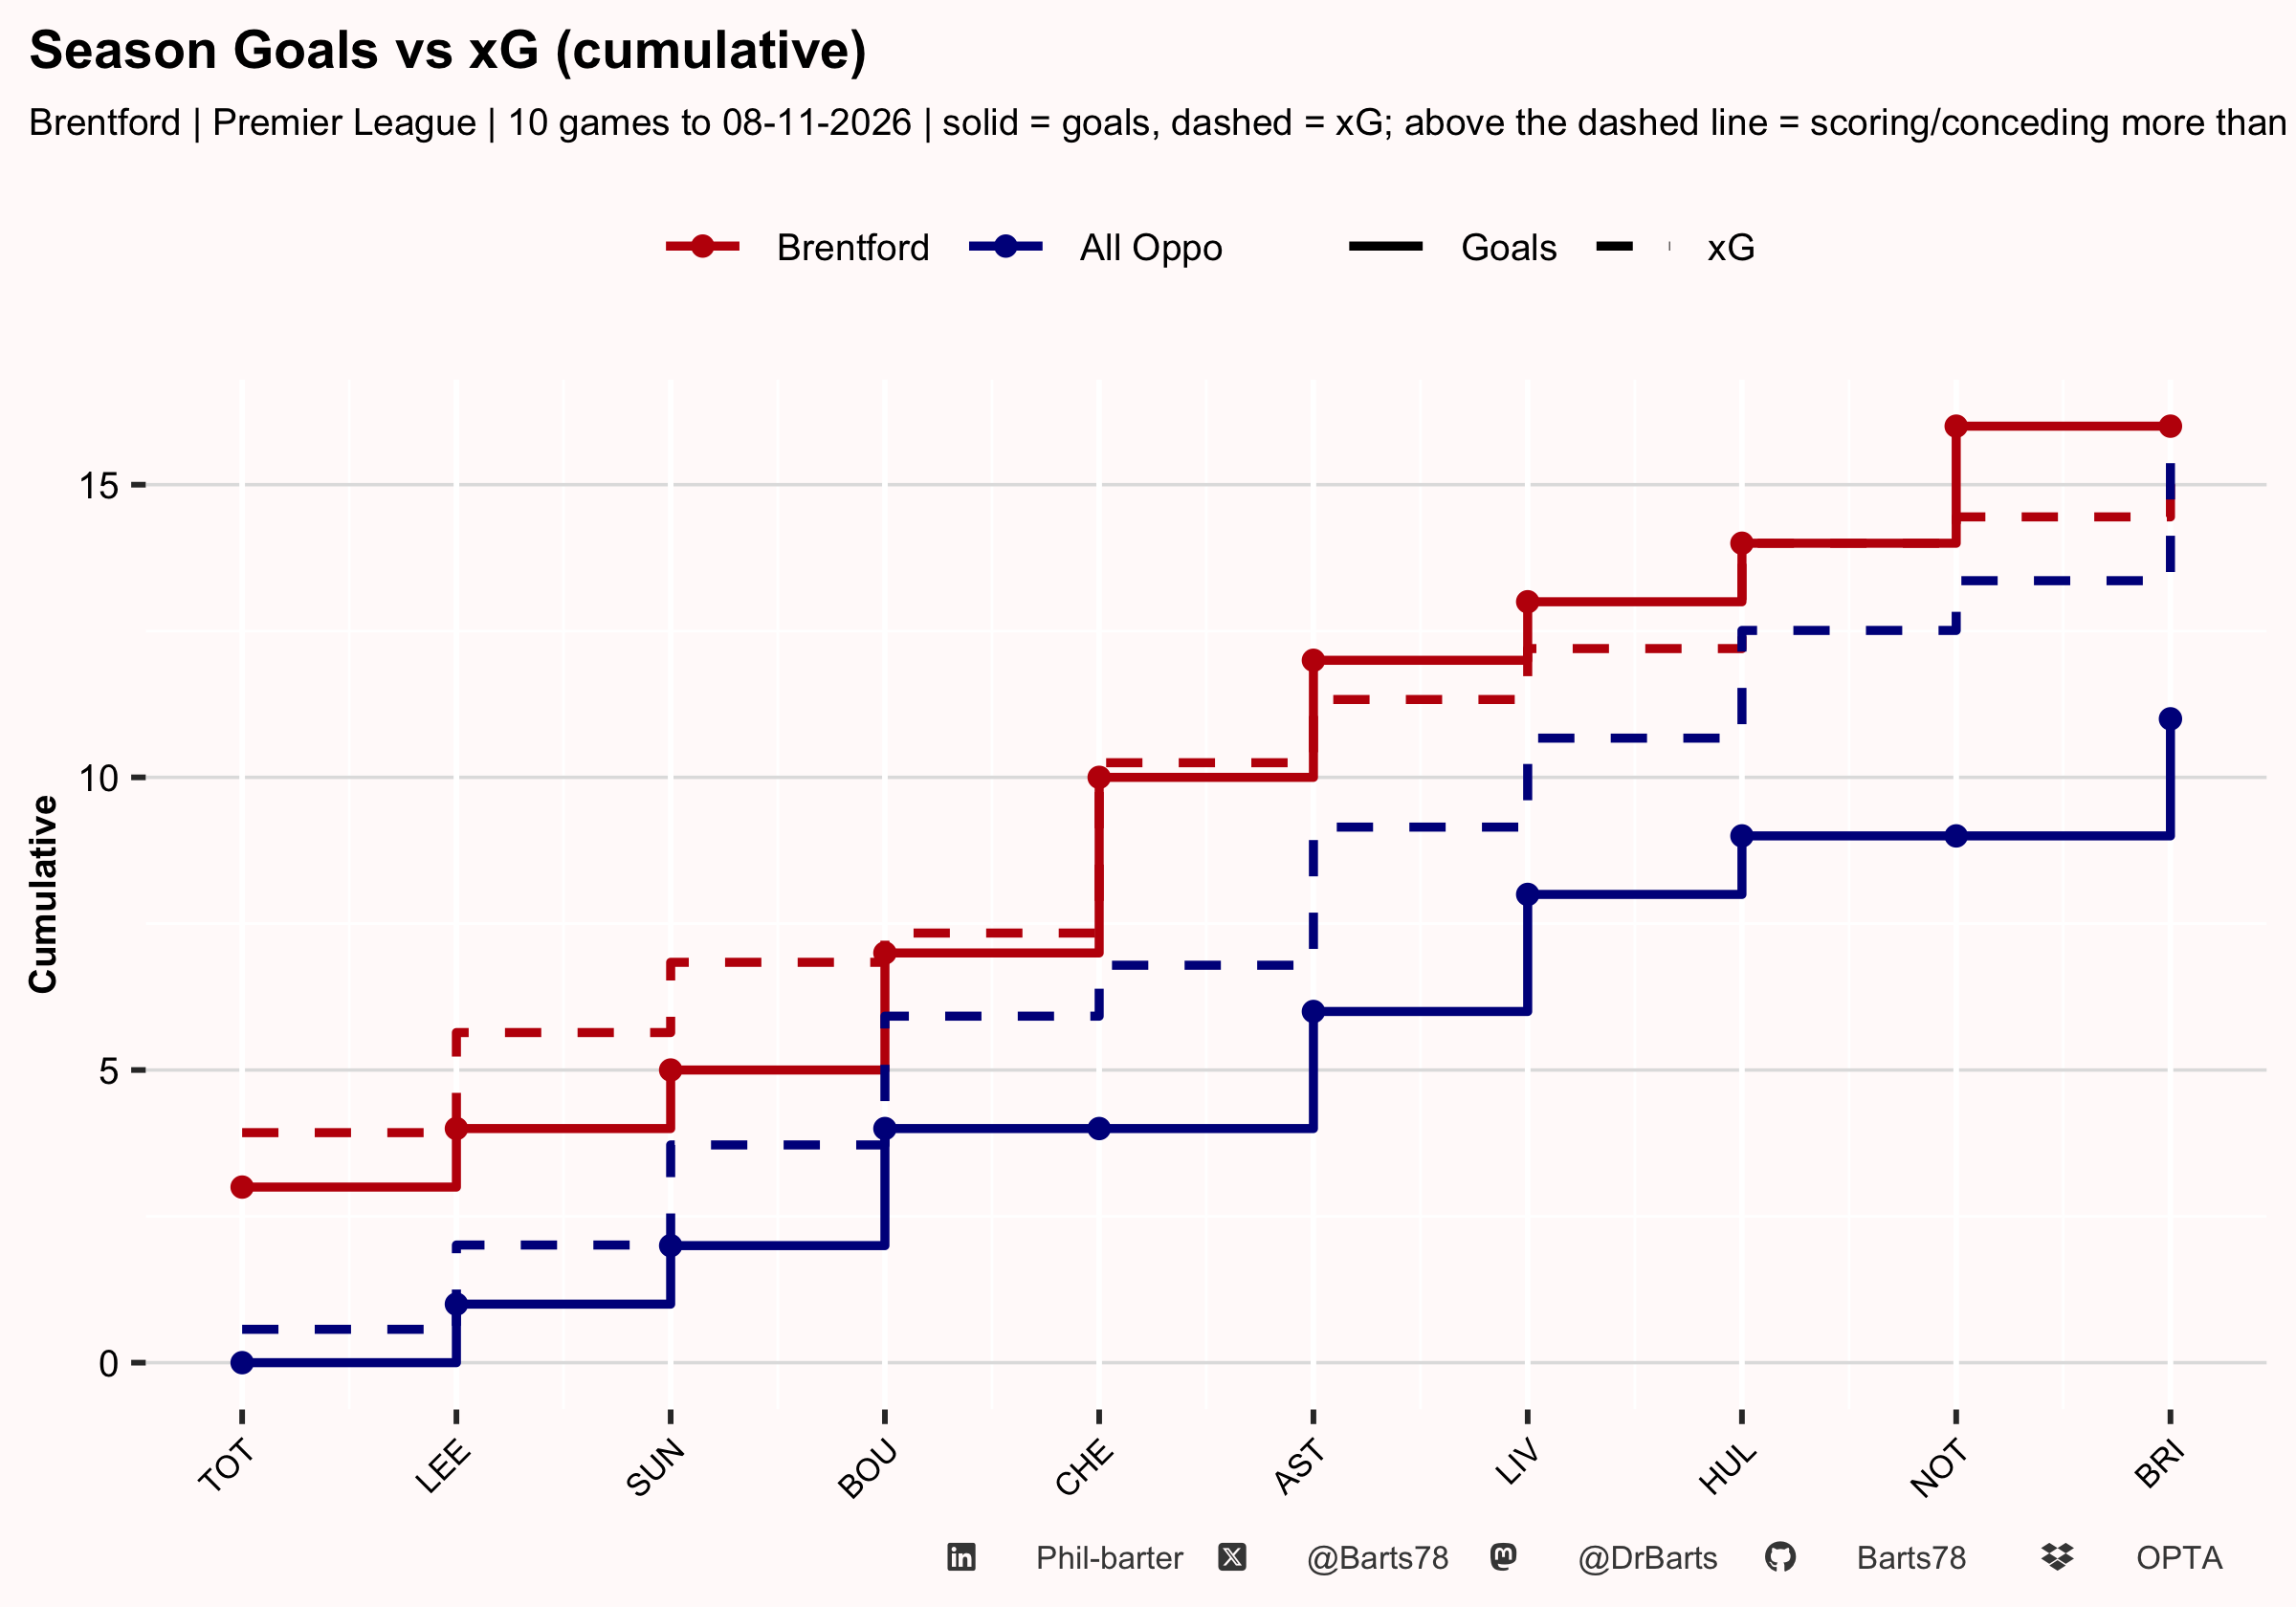 Season Goals vs xG (cumulative)
Brentford | Premier League | 10 games to 08-11-2026 | solid = goals, dashed = xG; above the dashed line = scoring/conceding more than
Brentford All Oppo Goals xG
Cumulative
15
10
5
0
TOT LEE SUN BOU CHE AST LIV HUL NOT BRI
Phil-barter @Barts78 @DrBarts Barts78 OPTA